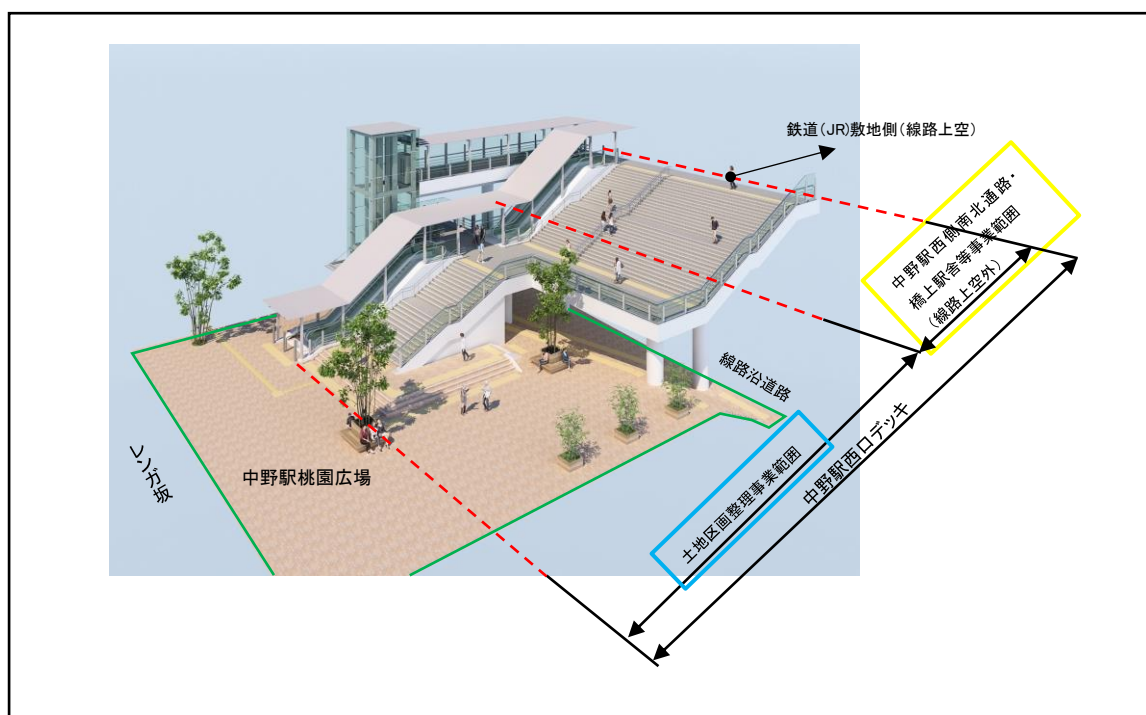 鉄道(JR)敷地側(線路上空)
中野駅西側南北通路・
橋上駅舎等事業範囲
(線路上空外)
線路沿道路
レンガ坂
中野駅桃園広場
土地区画整理事業範囲
中野駅西口デッキ